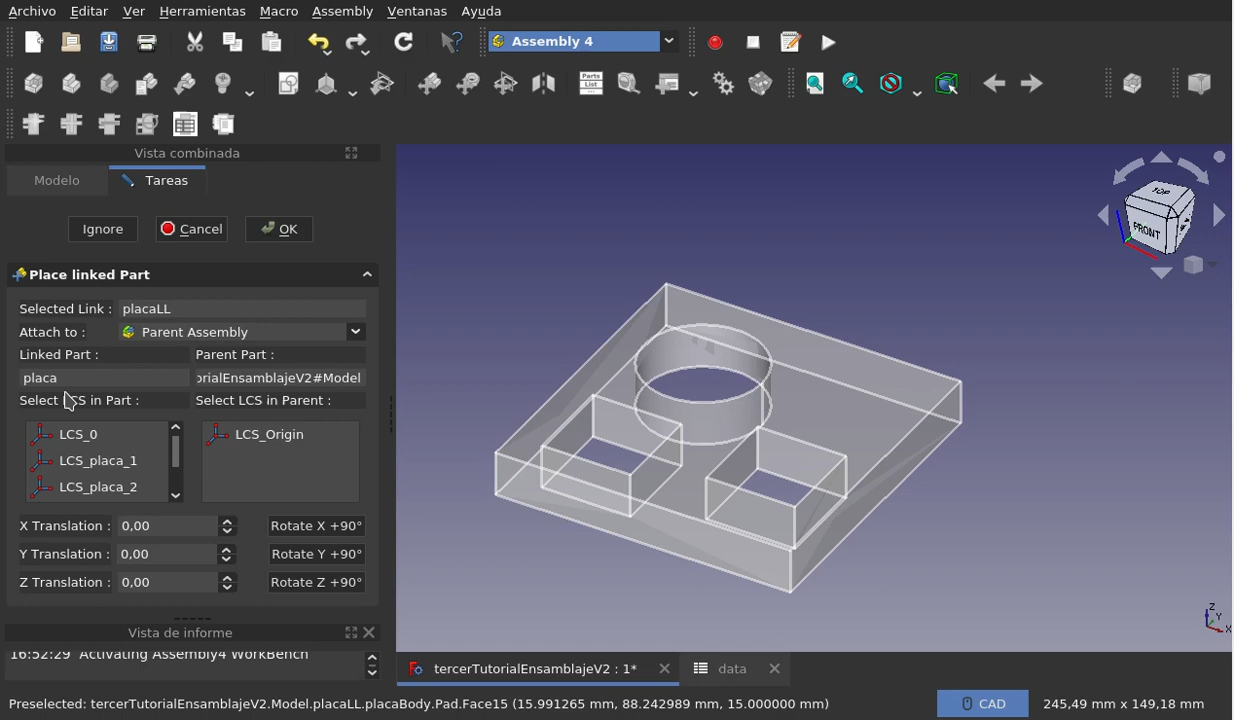 Archivo Editar Ver Herramientas Macro Assembly Ventanas Ayuda
Assembly 4
Parts List
Vista combinada
Modelo Tareas
Ignore Cancel OK
Place linked Part
Selected Link : placaLL
Attach to : Parent Assembly
Linked Part : Parent Part :
placa orialEnsamblajeV2#Model
Select LCS in Part : Select LCS in Parent :
LCS_0 LCS_Origin
LCS_placa_1
LCS_placa_2
X Translation : 0,00 Rotate X +90°
Y Translation : 0,00 Rotate Y +90°
Z Translation : 0,00 Rotate Z +90°
Vista de informe
16:52:29 Activating Assembly4 WorkBench
TOP
FRONT
Z
Y
X
tercerTutorialEnsamblajeV2 : 1* data
Preselected: tercerTutorialEnsamblajeV2.Model.placaLL.placaBody.Pad.Face15 (15.991265 mm, 88.242989 mm, 15.000000 mm) CAD 245,49 mm x 149,18 mm